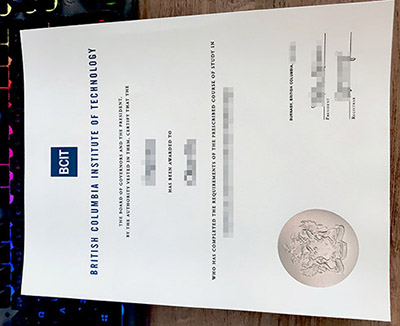 BCIT
BRITISH COLUMBIA INSTITUTE OF TECHNOLOGY
THE BOARD OF GOVERNORS AND THE PRESIDENT,
BY THE AUTHORITY VESTED IN THEM, CERTIFY THAT THE
HAS BEEN AWARDED TO
WHO HAS COMPLETED THE REQUIREMENTS OF THE PRESCRIBED COURSE OF STUDY IN
BURNABY, BRITISH COLUMBIA,
PRESIDENT
REGISTRAR